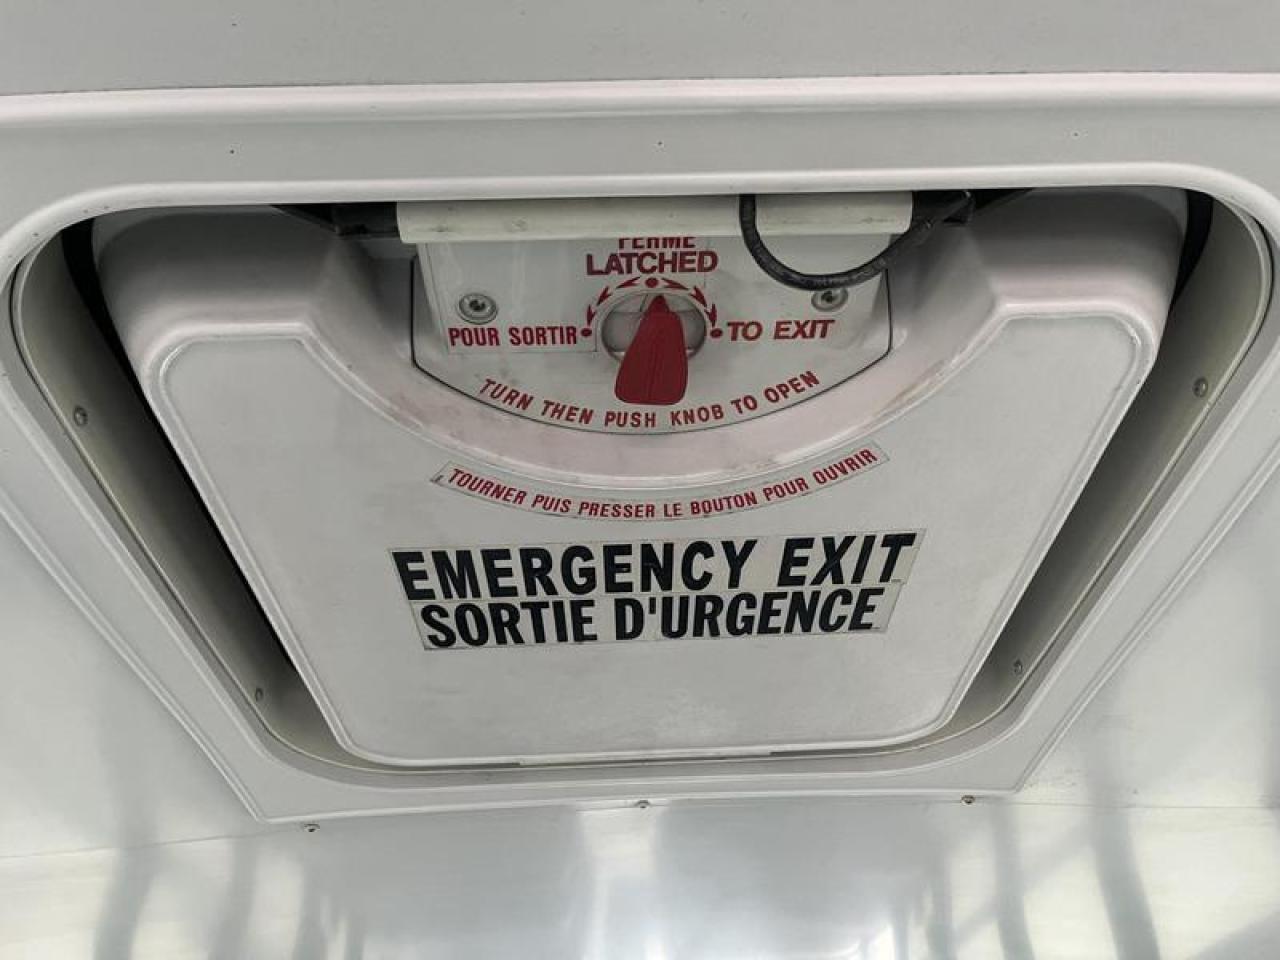 FERMÉ
LATCHED
POUR SORTIR
TO EXIT
TURN THEN PUSH KNOB TO OPEN
TOURNER PUIS PRESSER LE BOUTON POUR OUVRIR
EMERGENCY EXIT
SORTIE D'URGENCE